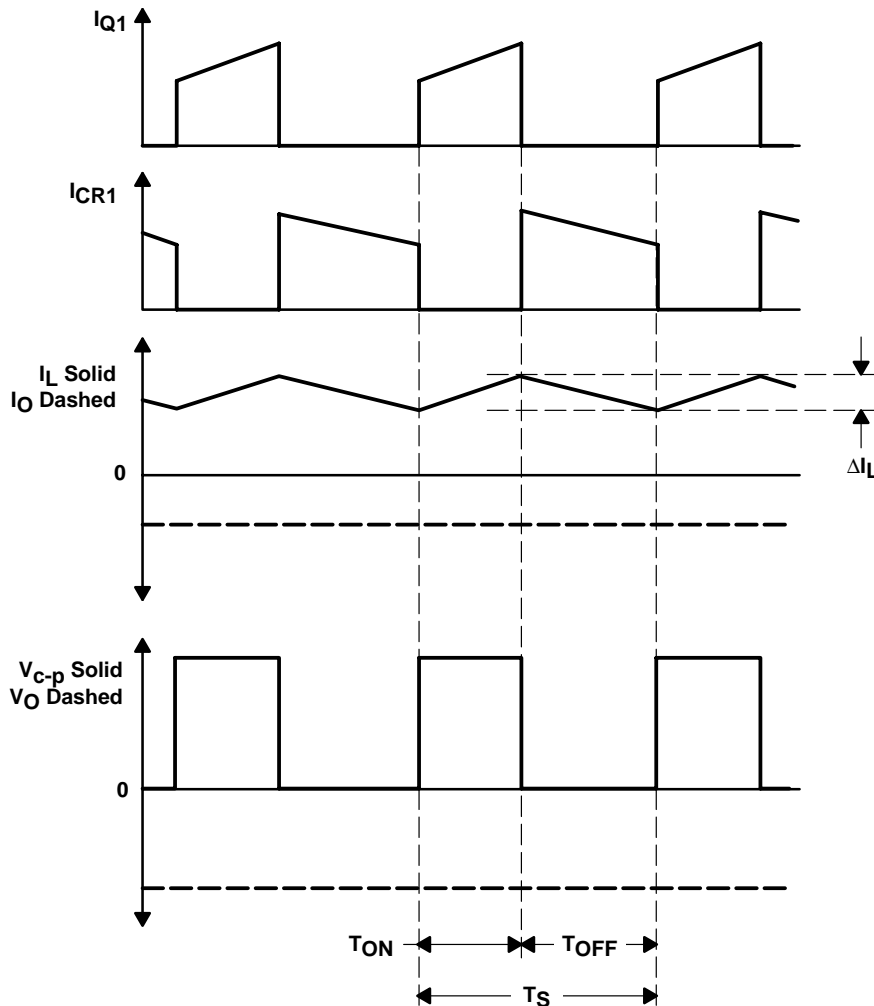 IQ1
ICR1
IL Solid
IO Dashed
0
ΔIL
Vc-p Solid
VO Dashed
0
TON
TOFF
TS